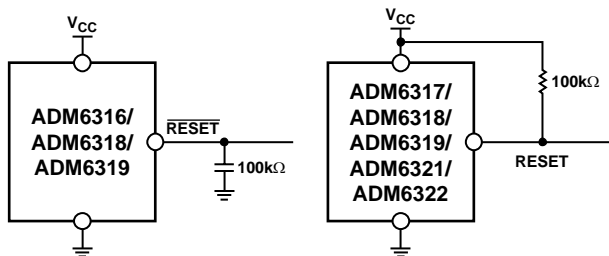 VCC
ADM6316/
ADM6318/
ADM6319
RESET
100kΩ
VCC
ADM6317/
ADM6318/
ADM6319/
ADM6321/
ADM6322
100kΩ
RESET